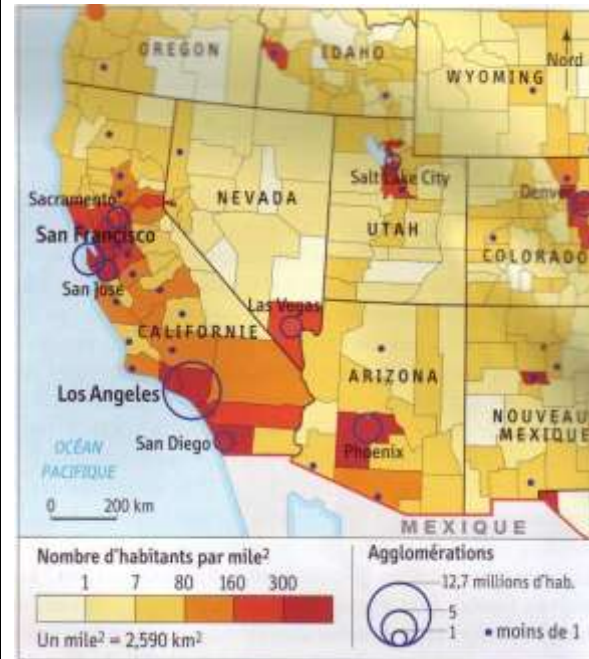 OREGON
IDAHO
Nord
WYOMING
Sacramento
NEVADA
Salt Lake City
Denver
San Francisco
UTAH
COLORADO
San José
Las Vegas
CALIFORNIE
ARIZONA
Los Angeles
NOUVEAU
MEXIQUE
OCÉAN
PACIFIQUE
San Diego
Phoenix
0 200 km
MEXIQUE
Nombre d'habitants par mile²
1 7 80 160 300
Un mile² = 2,590 km²
Agglomérations
12,7 millions d'hab.
5
1
moins de 1